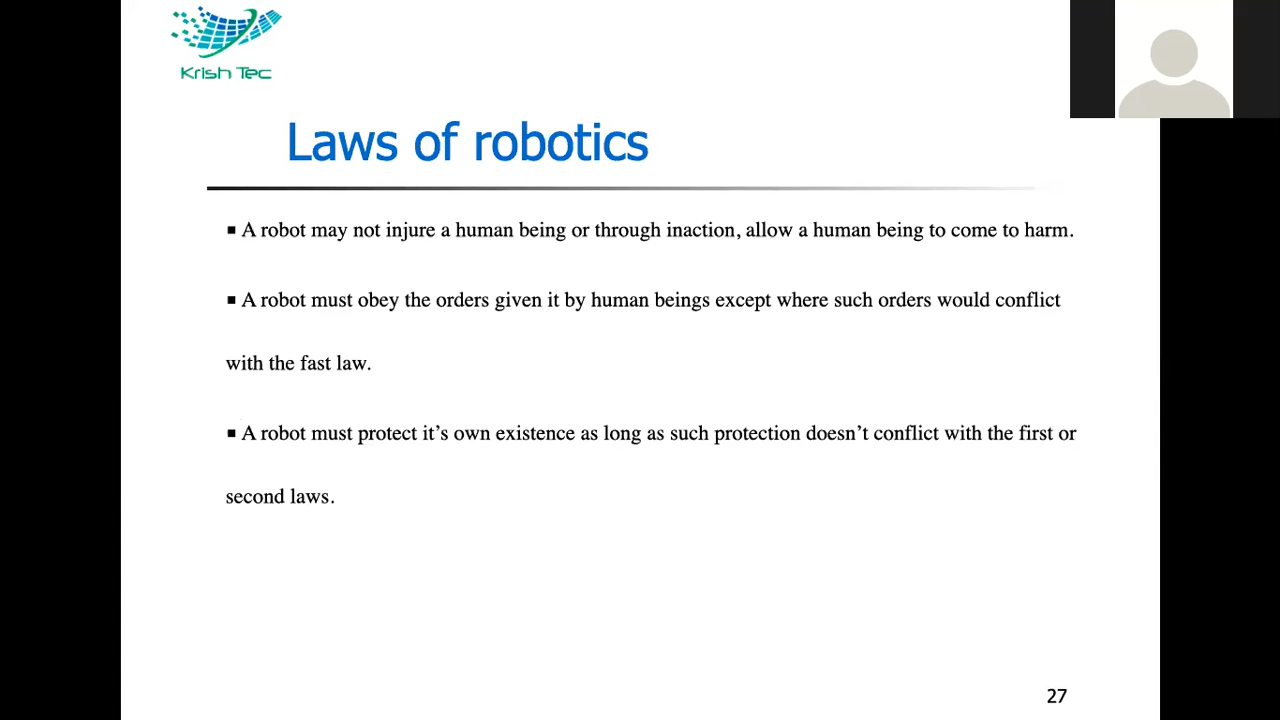 Krish Tec
Laws of robotics
▪ A robot may not injure a human being or through inaction, allow a human being to come to harm.
▪ A robot must obey the orders given it by human beings except where such orders would conflict
with the fast law.
▪ A robot must protect it’s own existence as long as such protection doesn’t conflict with the first or
second laws.
27